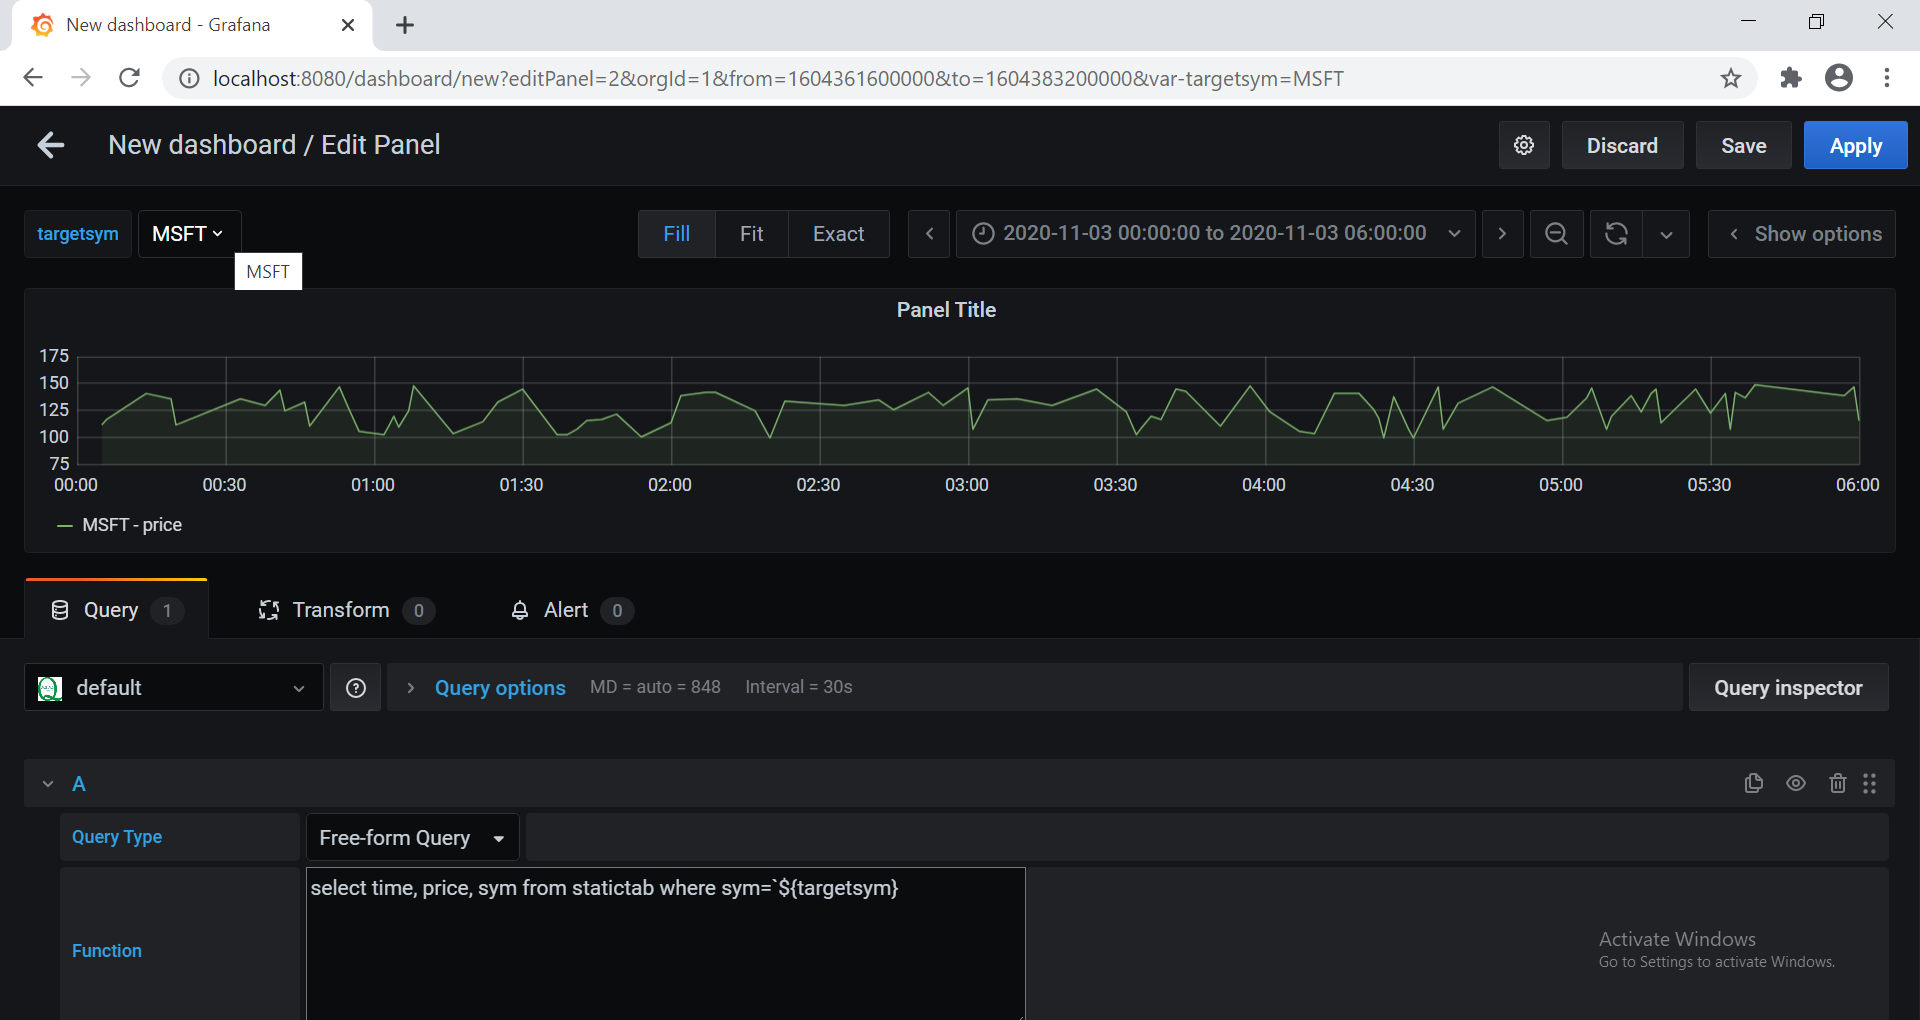 New dashboard - Grafana
localhost:8080/dashboard/new?editPanel=2&orgId=1&from=1604361600000&to=1604383200000&var-targetsym=MSFT
New dashboard / Edit Panel
Discard
Save
Apply
targetsym
MSFT
Fill
Fit
Exact
2020-11-03 00:00:00 to 2020-11-03 06:00:00
Show options
MSFT
Panel Title
175
150
125
100
75
00:00
00:30
01:00
01:30
02:00
02:30
03:00
03:30
04:00
04:30
05:00
05:30
06:00
MSFT - price
Query 1
Transform 0
Alert 0
default
Query options
MD = auto = 848
Interval = 30s
Query inspector
A
Query Type
Free-form Query
Function
select time, price, sym from statictab where sym=`${targetsym}
Activate Windows
Go to Settings to activate Windows.